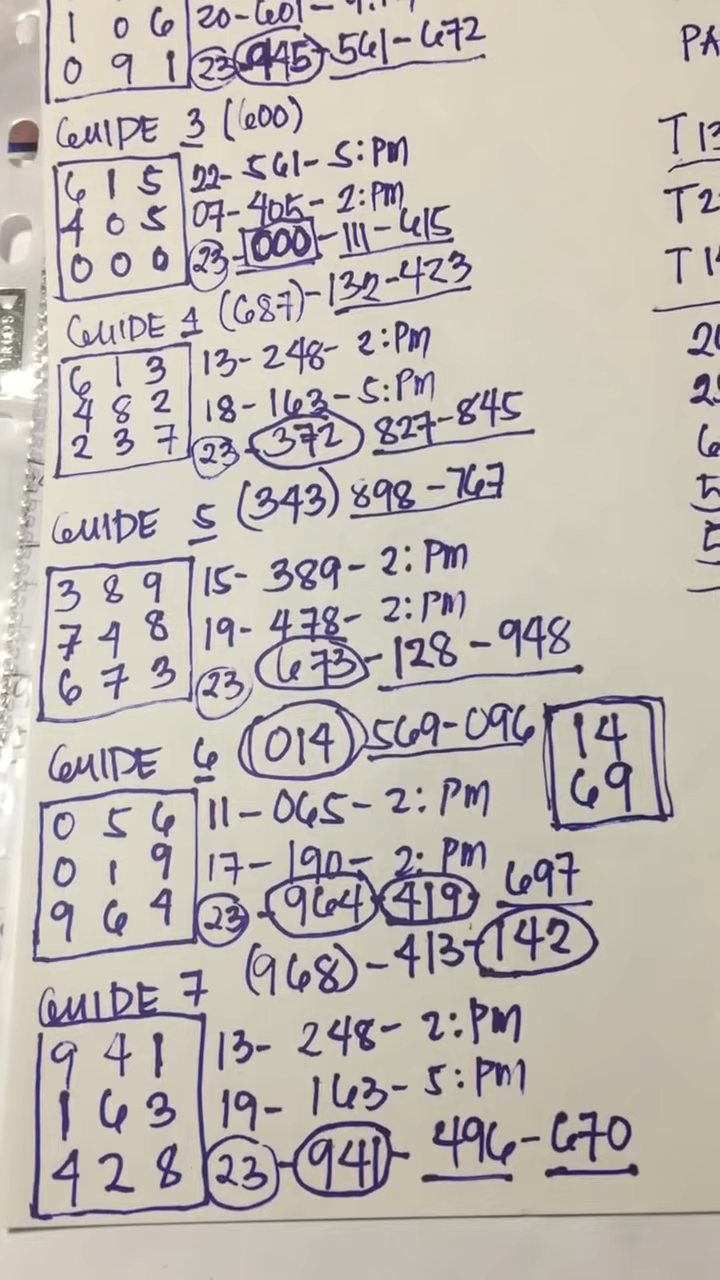 1 0 6 20-601-
0 9 1 23-945-561-672
PA
GUIDE 3 (600)
6 1 5 22-561-5:PM
4 0 5 07-405-2:PM
0 0 0 23-000-111-615
T 13
T2
T1
GUIDE 4 (687)-132-423
6 1 3 13-248-2:PM
4 8 2 18-163-5:PM
2 3 7 23-372 827-845
GUIDE 5 (343) 898-767
3 8 9 15-389-2:PM
7 4 8 19-478-2:PM
6 7 3 23 673-128-948
GUIDE 6 (014) 569-096
14
69
0 5 6 11-065-2:PM
0 1 9 17-190-2:PM
9 6 4 23-964 419 697
GUIDE 7 (968)-413-142
9 4 1 13-248-2:PM
1 6 3 19-163-5:PM
4 2 8 23-941-496-670